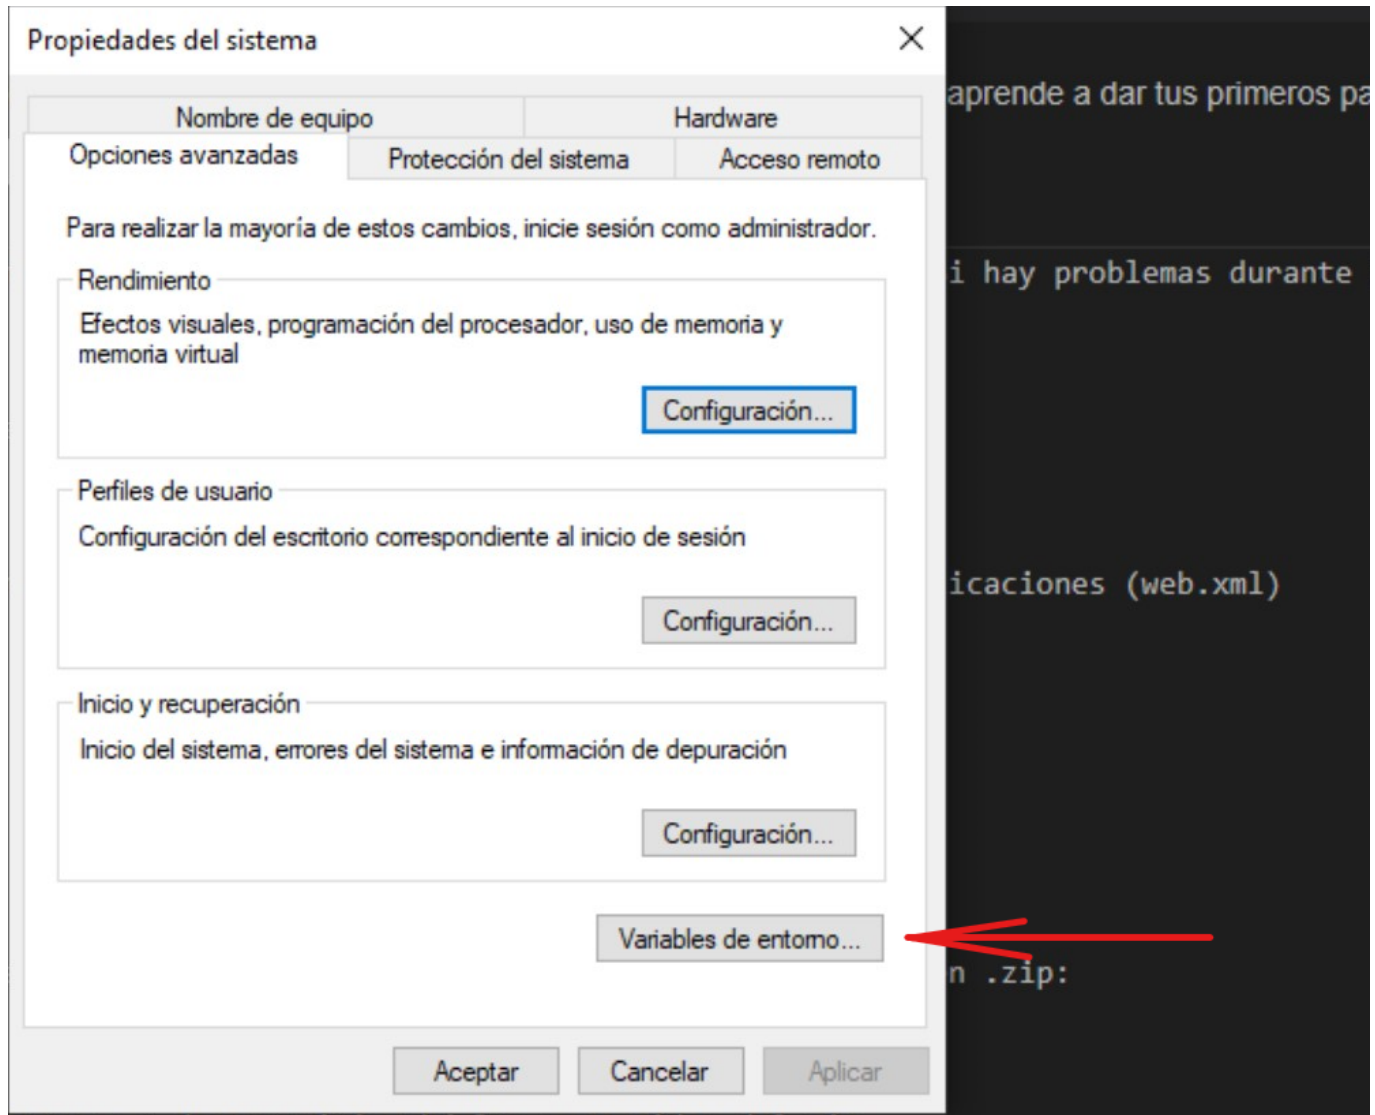 Propiedades del sistema
Nombre de equipo
Hardware
Opciones avanzadas
Protección del sistema
Acceso remoto
Para realizar la mayoría de estos cambios, inicie sesión como administrador.
Rendimiento
Efectos visuales, programación del procesador, uso de memoria y
memoria virtual
Configuración...
Perfiles de usuario
Configuración del escritorio correspondiente al inicio de sesión
Configuración...
Inicio y recuperación
Inicio del sistema, errores del sistema e información de depuración
Configuración...
Variables de entorno...
Aceptar
Cancelar
Aplicar
aprende a dar tus primeros pa
i hay problemas durante
icaciones (web.xml)
n .zip: